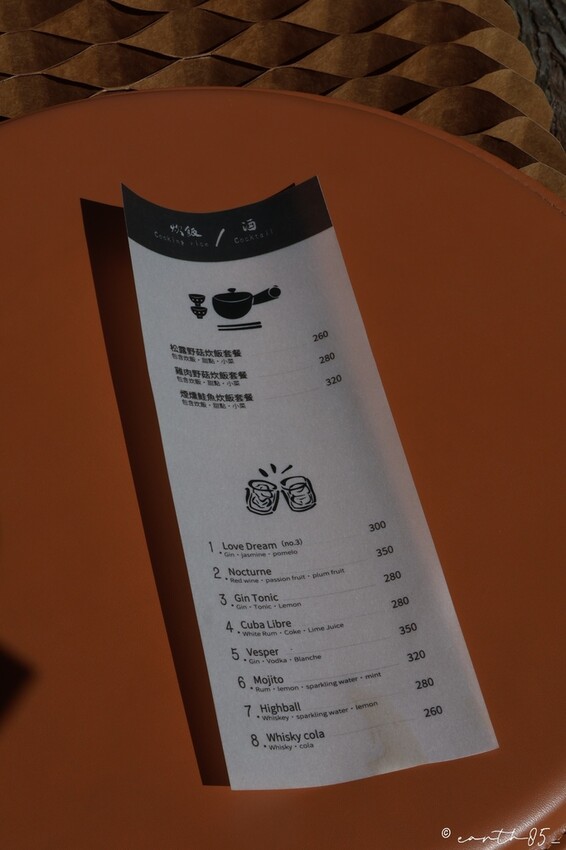 炊飯 / 酒
Cooking rice Cocktail
松露野菇炊飯套餐 260
包含炊飯・甜點・小菜
雞肉野菇炊飯套餐 280
包含炊飯・甜點・小菜
煙燻鮭魚炊飯套餐 320
包含炊飯・甜點・小菜
1. Love Dream (no.3) 300
Gin・jasmine・pomelo
2. Nocturne 350
Red wine・passion fruit・plum fruit
3. Gin Tonic 280
Gin・Tonic・Lemon
4. Cuba Libre 280
White Rum・Coke・Lime Juice
5. Vesper 350
Gin・Vodka・Blanche
6. Mojito 320
Rum・lemon・sparkling water・mint
7. Highball 280
Whiskey・sparkling water・lemon
8. Whisky cola 260
Whisky・cola
© earth85_